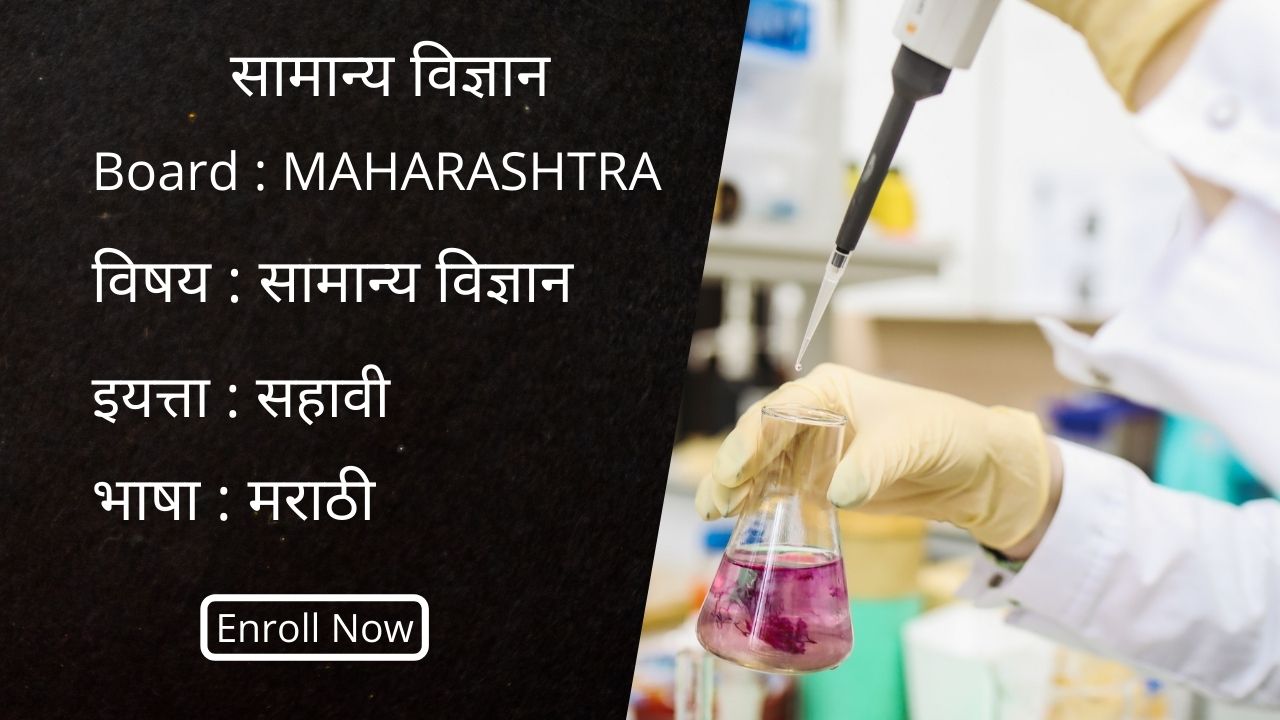 सामान्य विज्ञान
Board : MAHARASHTRA
विषय : सामान्य विज्ञान
इयत्ता : सहावी
भाषा : मराठी
Enroll Now